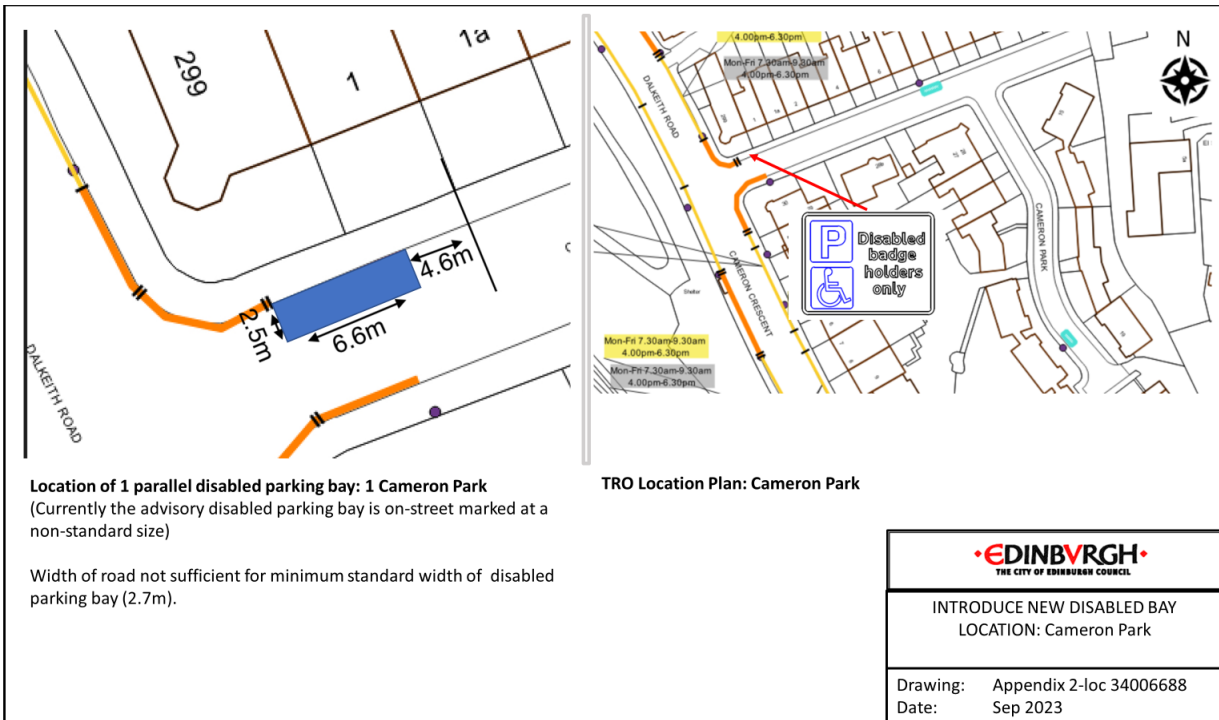 299
1
1a
2.5m
6.6m
4.6m
DALKEITH ROAD
Location of 1 parallel disabled parking bay: 1 Cameron Park
(Currently the advisory disabled parking bay is on-street marked at a
non-standard size)
Width of road not sufficient for minimum standard width of disabled
parking bay (2.7m).
4.00pm-6.30pm
Mon-Fri 7.30am-9.30am
4.00pm-6.30pm
N
DALKEITH ROAD
299
1
1a
2
4
CAMERON PARK
CAMERON CRESCENT
Shelter
P
Disabled
badge
holders
only
Mon-Fri 7.30am-9.30am
4.00pm-6.30pm
Mon-Fri 7.30am-9.30am
4.00pm-6.30pm
TRO Location Plan: Cameron Park
EDINBVRGH
THE CITY OF EDINBURGH COUNCIL
INTRODUCE NEW DISABLED BAY
LOCATION: Cameron Park
Drawing: Appendix 2-loc 34006688
Date: Sep 2023